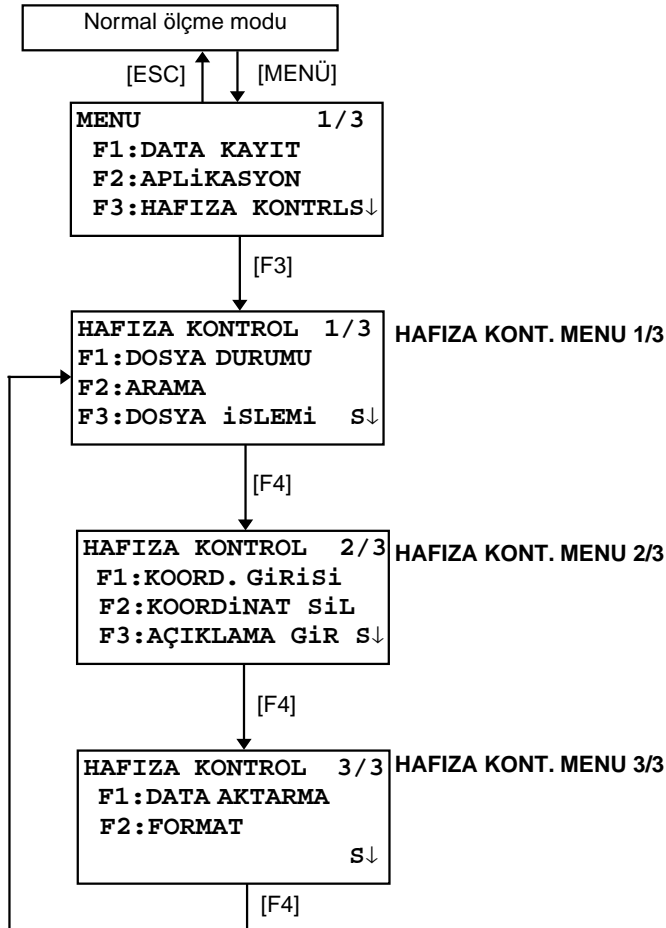 Normal ölçme modu
[ESC] [MENÜ]
MENU 1/3
F1:DATA KAYIT
F2:APLiKASYON
F3:HAFIZA KONTRLS↓
[F3]
HAFIZA KONTROL 1/3
HAFIZA KONT. MENU 1/3
F1:DOSYA DURUMU
F2:ARAMA
F3:DOSYA iSLEMi S↓
[F4]
HAFIZA KONTROL 2/3
HAFIZA KONT. MENU 2/3
F1:KOORD. GiRiSi
F2:KOORDiNAT SiL
F3:AÇIKLAMA GiR S↓
[F4]
HAFIZA KONTROL 3/3
HAFIZA KONT. MENU 3/3
F1:DATA AKTARMA
F2:FORMAT
S↓
[F4]